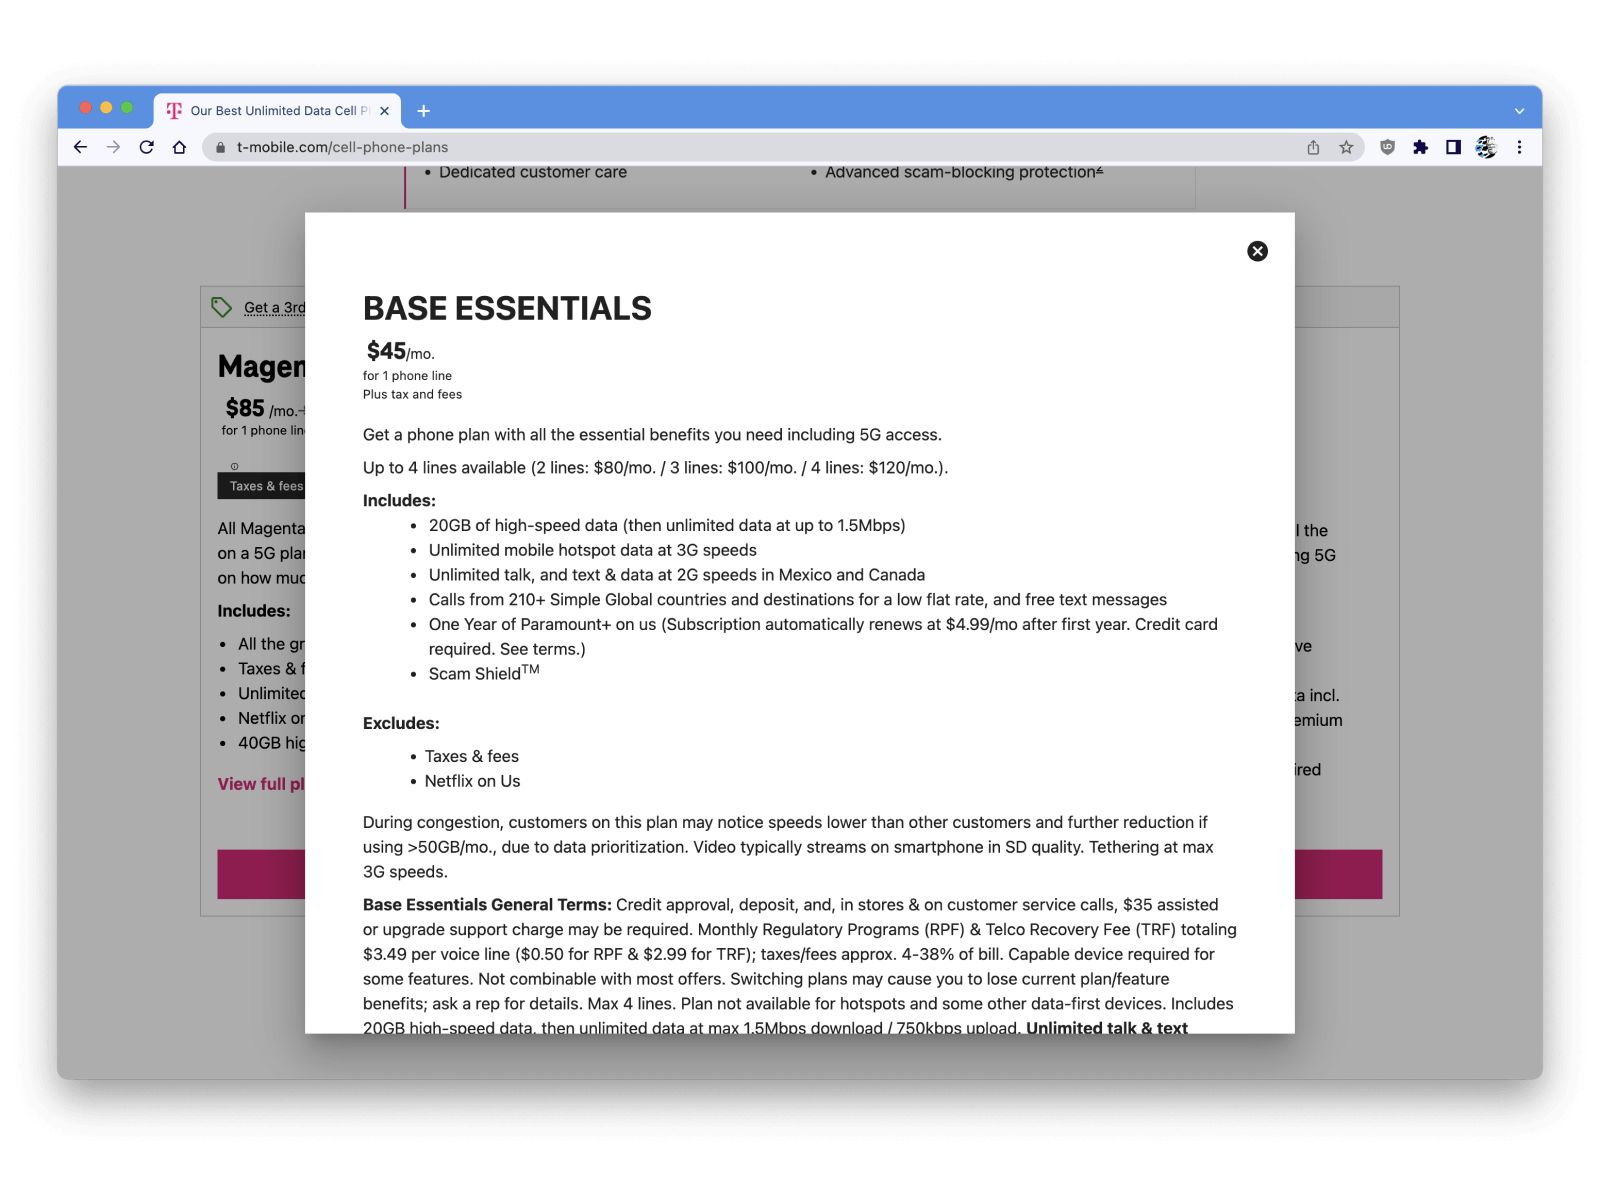 Our Best Unlimited Data Cell P
t-mobile.com/cell-phone-plans
• Dedicated customer care
• Advanced scam-blocking protection²
BASE ESSENTIALS
$45/mo.
for 1 phone line
Plus tax and fees
Get a phone plan with all the essential benefits you need including 5G access.
Up to 4 lines available (2 lines: $80/mo. / 3 lines: $100/mo. / 4 lines: $120/mo.).
Includes:
• 20GB of high-speed data (then unlimited data at up to 1.5Mbps)
• Unlimited mobile hotspot data at 3G speeds
• Unlimited talk, and text & data at 2G speeds in Mexico and Canada
• Calls from 210+ Simple Global countries and destinations for a low flat rate, and free text messages
• One Year of Paramount+ on us (Subscription automatically renews at $4.99/mo after first year. Credit card
required. See terms.)
• Scam Shield™
Excludes:
• Taxes & fees
• Netflix on Us
During congestion, customers on this plan may notice speeds lower than other customers and further reduction if
using >50GB/mo., due to data prioritization. Video typically streams on smartphone in SD quality. Tethering at max
3G speeds.
Base Essentials General Terms: Credit approval, deposit, and, in stores & on customer service calls, $35 assisted
or upgrade support charge may be required. Monthly Regulatory Programs (RPF) & Telco Recovery Fee (TRF) totaling
$3.49 per voice line ($0.50 for RPF & $2.99 for TRF); taxes/fees approx. 4-38% of bill. Capable device required for
some features. Not combinable with most offers. Switching plans may cause you to lose current plan/feature
benefits; ask a rep for details. Max 4 lines. Plan not available for hotspots and some other data-first devices. Includes
20GB high-speed data, then unlimited data at max 1.5Mbps download / 750kbps upload. Unlimited talk & text
Get a 3rd
Magen
$85 /mo.
for 1 phone lin
Taxes & fees
All Magenta
on a 5G pla
on how muc
Includes:
• All the gr
• Taxes & f
• Unlimited
• Netflix or
• 40GB hig
View full pl
l the
ng 5G
ve
ta incl.
emium
ired